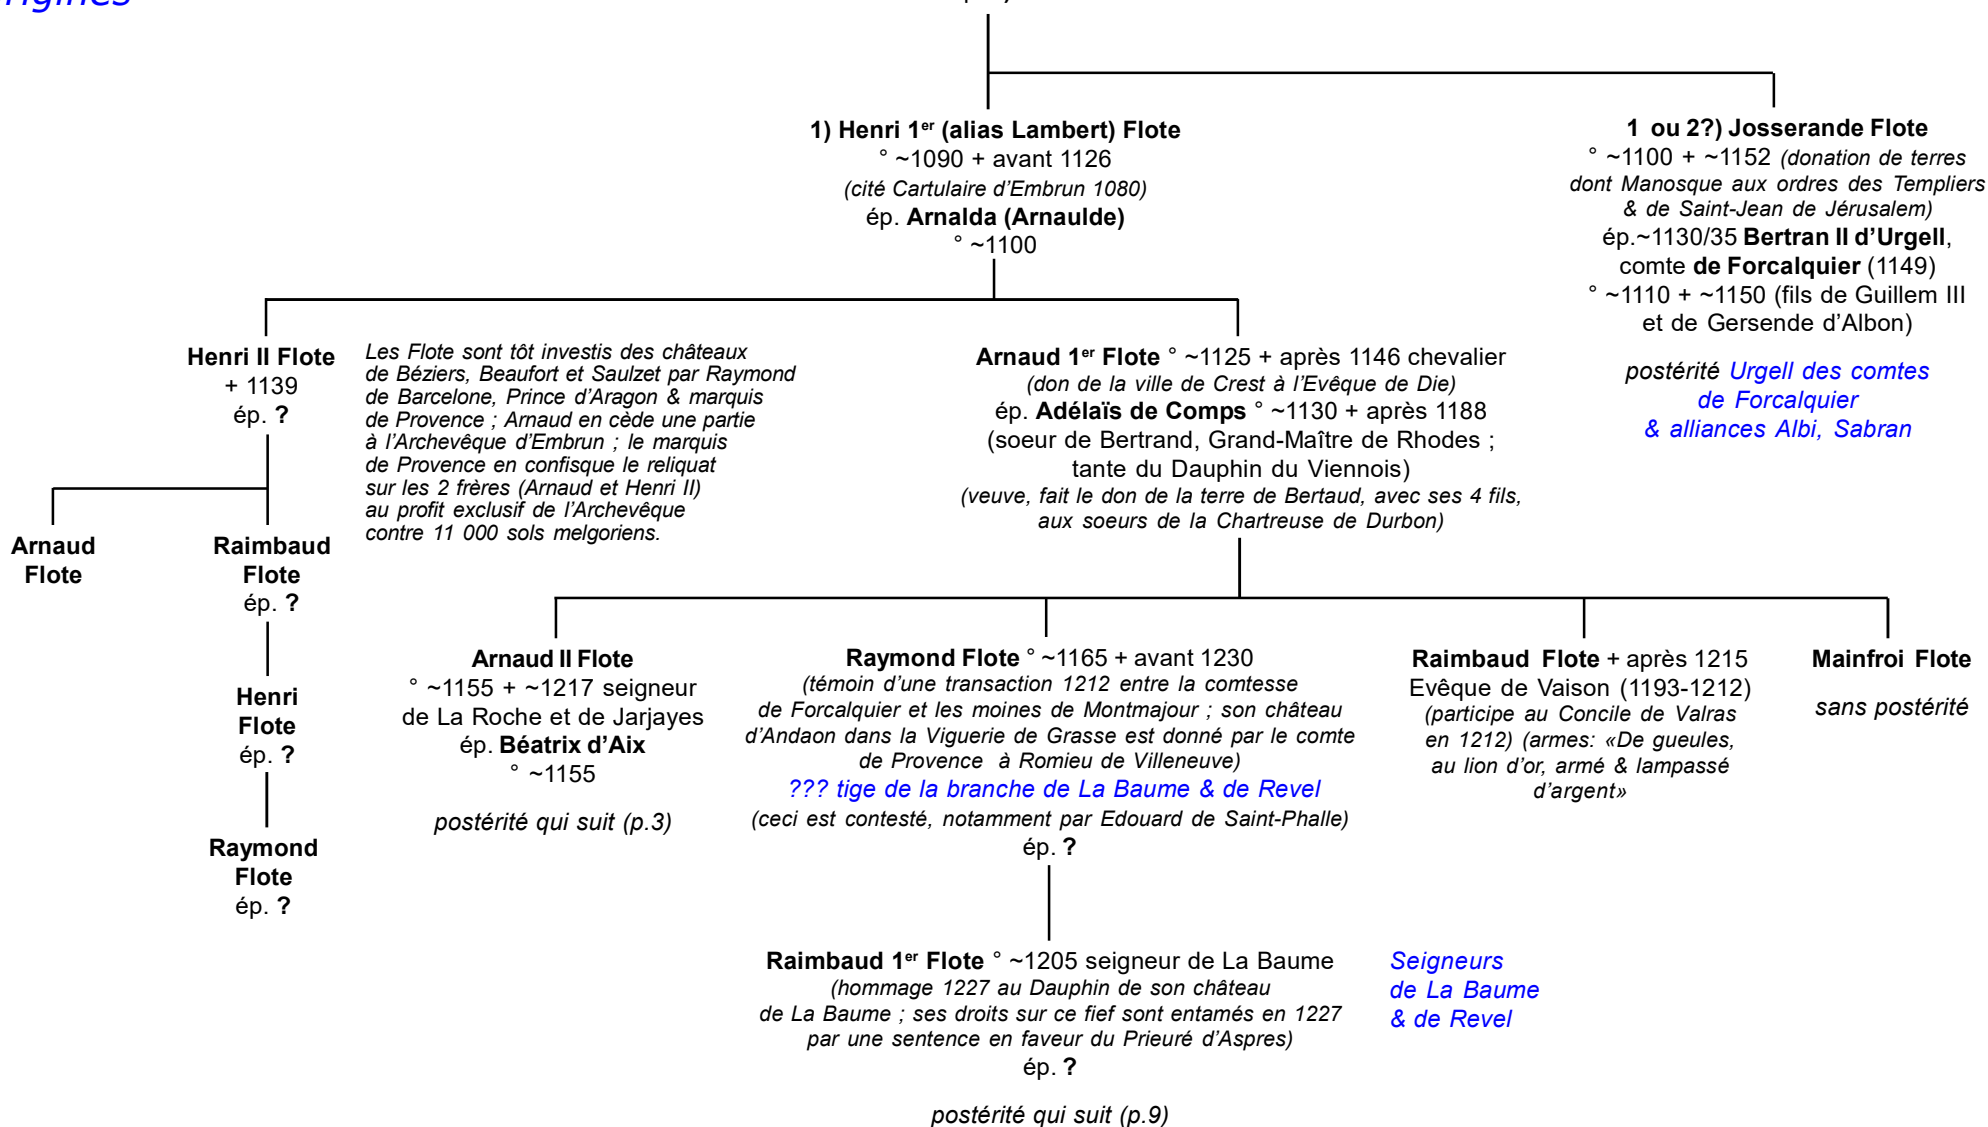 1) Henri 1er (alias Lambert) Flote
° ~1090 + avant 1126
(cité Cartulaire d’Embrun 1080)
ép. Arnalda (Arnaulde)
° ~1100
1 ou 2?) Josserande Flote
° ~1100 + ~1152 (donation de terres
dont Manosque aux ordres des Templiers
& de Saint-Jean de Jérusalem)
ép.~1130/35 Bertran II d’Urgell,
comte de Forcalquier (1149)
° ~1110 + ~1150 (fils de Guillem III
et de Gersende d’Albon)
postérité Urgell des comtes
de Forcalquier
& alliances Albi, Sabran
Henri II Flote
+ 1139
ép. ?
Les Flote sont tôt investis des châteaux
de Béziers, Beaufort et Saulzet par Raymond
de Barcelone, Prince d’Aragon & marquis
de Provence ; Arnaud en cède une partie
à l’Archevêque d’Embrun ; le marquis
de Provence en confisque le reliquat
sur les 2 frères (Arnaud et Henri II)
au profit exclusif de l’Archevêque
contre 11 000 sols melgoriens.
Arnaud 1er Flote ° ~1125 + après 1146 chevalier
(don de la ville de Crest à l’Evêque de Die)
ép. Adélaïs de Comps ° ~1130 + après 1188
(soeur de Bertrand, Grand-Maître de Rhodes ;
tante du Dauphin du Viennois)
(veuve, fait le don de la terre de Bertaud, avec ses 4 fils,
aux soeurs de la Chartreuse de Durbon)
Arnaud
Flote
Raimbaud
Flote
ép. ?
Henri
Flote
ép. ?
Raymond
Flote
ép. ?
Arnaud II Flote
° ~1155 + ~1217 seigneur
de La Roche et de Jarjayes
ép. Béatrix d’Aix
° ~1155
postérité qui suit (p.3)
Raymond Flote ° ~1165 + avant 1230
(témoin d’une transaction 1212 entre la comtesse
de Forcalquier et les moines de Montmajour ; son château
d’Andaon dans la Viguerie de Grasse est donné par le comte
de Provence à Romieu de Villeneuve)
??? tige de la branche de La Baume & de Revel
(ceci est contesté, notamment par Edouard de Saint-Phalle)
ép. ?
Raimbaud Flote + après 1215
Evêque de Vaison (1193-1212)
(participe au Concile de Valras
en 1212) (armes: «De gueules,
au lion d’or, armé & lampassé
d’argent»
Mainfroi Flote
sans postérité
Raimbaud 1er Flote ° ~1205 seigneur de La Baume
(hommage 1227 au Dauphin de son château
de La Baume ; ses droits sur ce fief sont entamés en 1227
par une sentence en faveur du Prieuré d’Aspres)
ép. ?
postérité qui suit (p.9)
Seigneurs
de La Baume
& de Revel